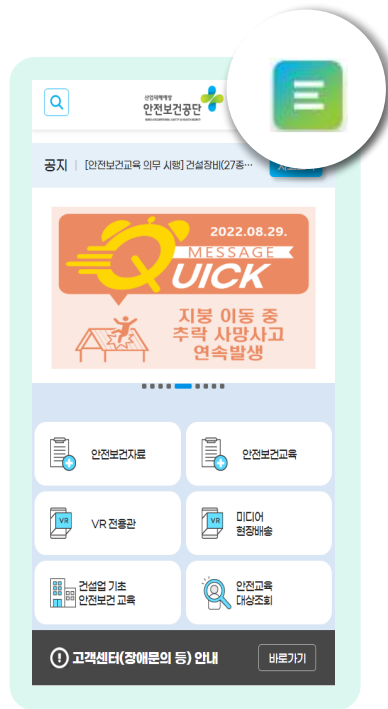 산업재해예방
안전보건공단
공지 | [안전보건교육 의무 시행] 건설장비(27종···
2022.08.29.
MESSAGE
QUICK
지붕 이동 중
추락 사망사고
연속발생
안전보건자료
안전보건교육
VR
VR 전용관
VR
미디어
현장배송
건설업 기초
안전보건 교육
안전교육
대상조회
고객센터(장애문의 등) 안내
바로가기